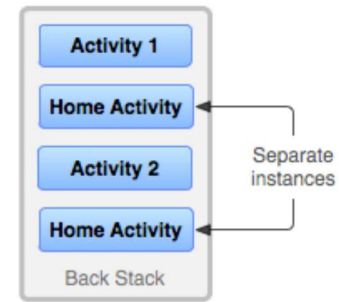 Activity 1
Home Activity
Activity 2
Home Activity
Back Stack
Separate
instances